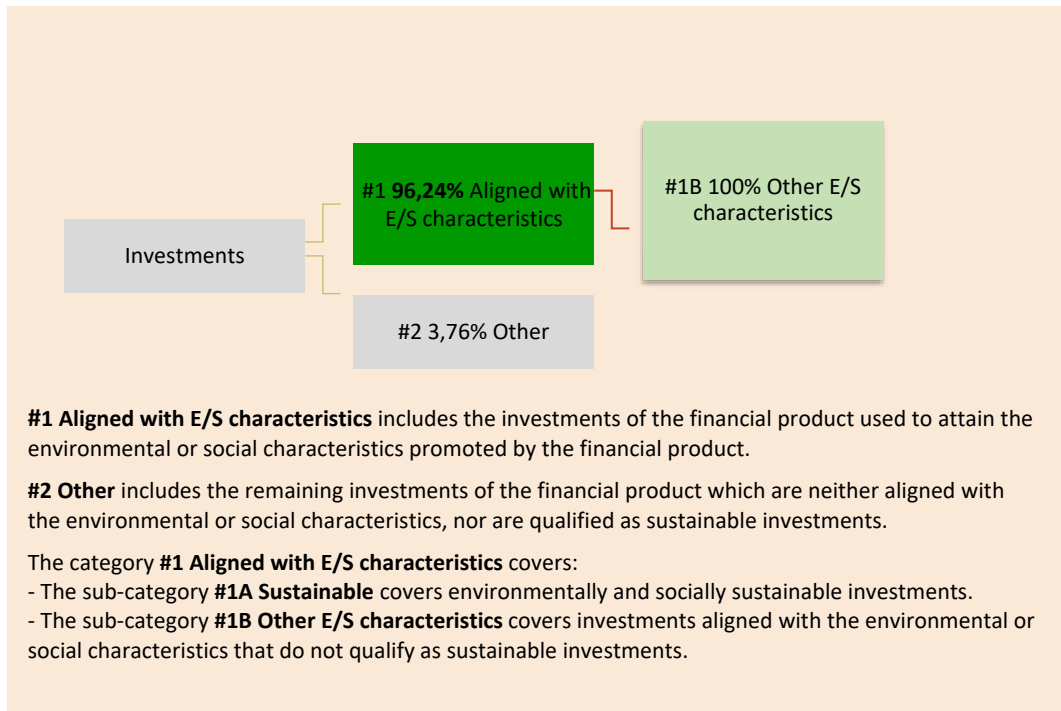 Investments
#1 96,24% Aligned with
E/S characteristics
#1B 100% Other E/S
characteristics
#2 3,76% Other
#1 Aligned with E/S characteristics includes the investments of the financial product used to attain the
environmental or social characteristics promoted by the financial product.
#2 Other includes the remaining investments of the financial product which are neither aligned with
the environmental or social characteristics, nor are qualified as sustainable investments.
The category #1 Aligned with E/S characteristics covers:
- The sub-category #1A Sustainable covers environmentally and socially sustainable investments.
- The sub-category #1B Other E/S characteristics covers investments aligned with the environmental or
social characteristics that do not qualify as sustainable investments.